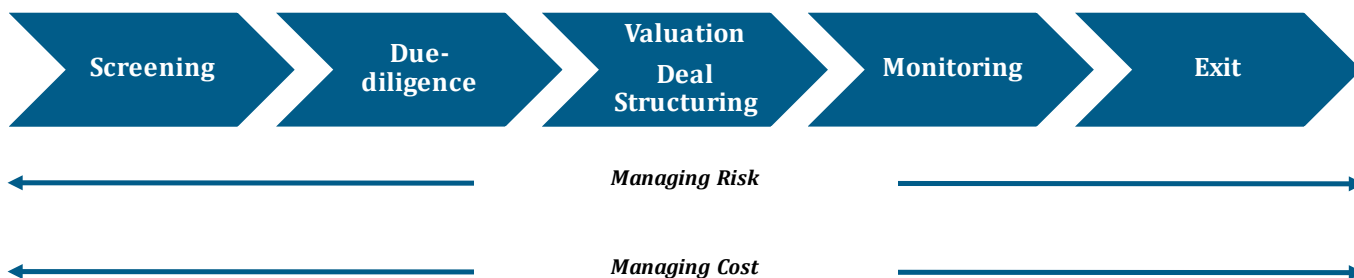 Screening
Due-
diligence
Valuation
Deal
Structuring
Monitoring
Exit
Managing Risk
Managing Cost